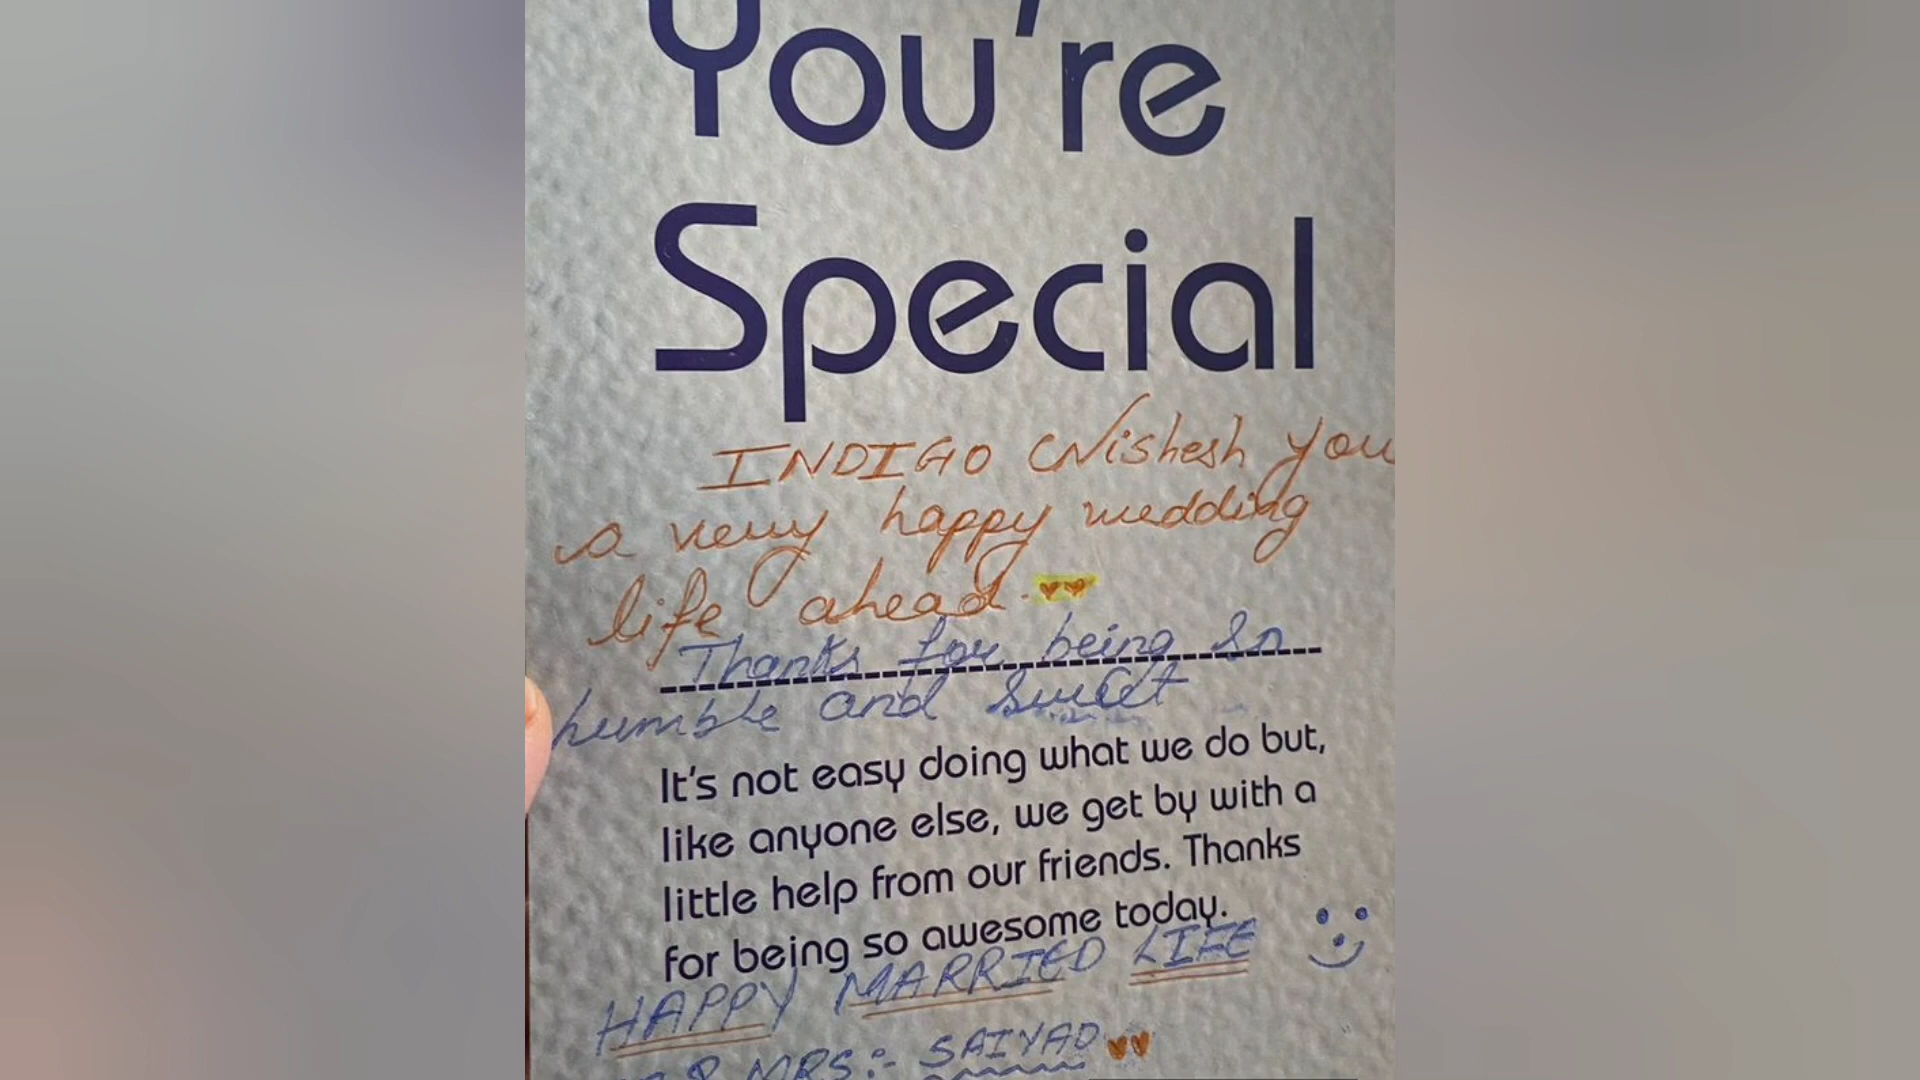 You're
Special
INDIGO Wishesh you
a very happy wedding
life ahead.
Thanks for being so
humble and sweet
It's not easy doing what we do but,
like anyone else, we get by with a
little help from our friends. Thanks
for being so awesome today.
HAPPY MARRIED LIFE
& MRS:- SAIYAD